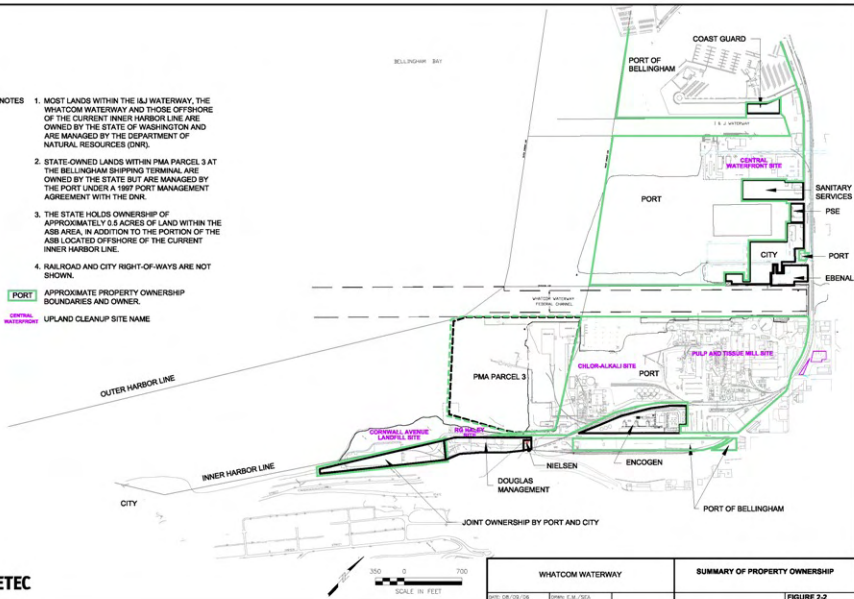 BELLINGHAM BAY
COAST GUARD
PORT OF
BELLINGHAM
NOTES 1. MOST LANDS WITHIN THE I&J WATERWAY, THE
WHATCOM WATERWAY AND THOSE OFFSHORE
OF THE CURRENT INNER HARBOR LINE ARE
OWNED BY THE STATE OF WASHINGTON AND
ARE MANAGED BY THE DEPARTMENT OF
NATURAL RESOURCES (DNR).
2. STATE-OWNED LANDS WITHIN PMA PARCEL 3 AT
THE BELLINGHAM SHIPPING TERMINAL ARE
OWNED BY THE STATE BUT ARE MANAGED BY
THE PORT UNDER A 1997 PORT MANAGEMENT
AGREEMENT WITH THE DNR.
3. THE STATE HOLDS OWNERSHIP OF
APPROXIMATELY 0.5 ACRES OF LAND WITHIN THE
ASB AREA, IN ADDITION TO THE PORTION OF THE
ASB LOCATED OFFSHORE OF THE CURRENT
INNER HARBOR LINE.
4. RAILROAD AND CITY RIGHT-OF-WAYS ARE NOT
SHOWN.
PORT APPROXIMATE PROPERTY OWNERSHIP
BOUNDARIES AND OWNER.
CENTRAL
WATERFRONT UPLAND CLEANUP SITE NAME
I & J WATERWAY
CENTRAL
WATERFRONT SITE
SANITARY
SERVICES
PORT
PSE
CITY
PORT
EBENAL
WHATCOM WATERWAY
FEDERAL CHANNEL
OUTER HARBOR LINE
PMA PARCEL 3
CHLOR-ALKALI SITE
PORT
PULP AND TISSUE MILL SITE
CORNWALL AVENUE
LANDFILL SITE
RG HALEY
SITE
INNER HARBOR LINE
NIELSEN
ENCOGEN
DOUGLAS
MANAGEMENT
CITY
PORT OF BELLINGHAM
JOINT OWNERSHIP BY PORT AND CITY
350 0 700
SCALE IN FEET
ETEC
WHATCOM WATERWAY
SUMMARY OF PROPERTY OWNERSHIP
FIGURE 2-2